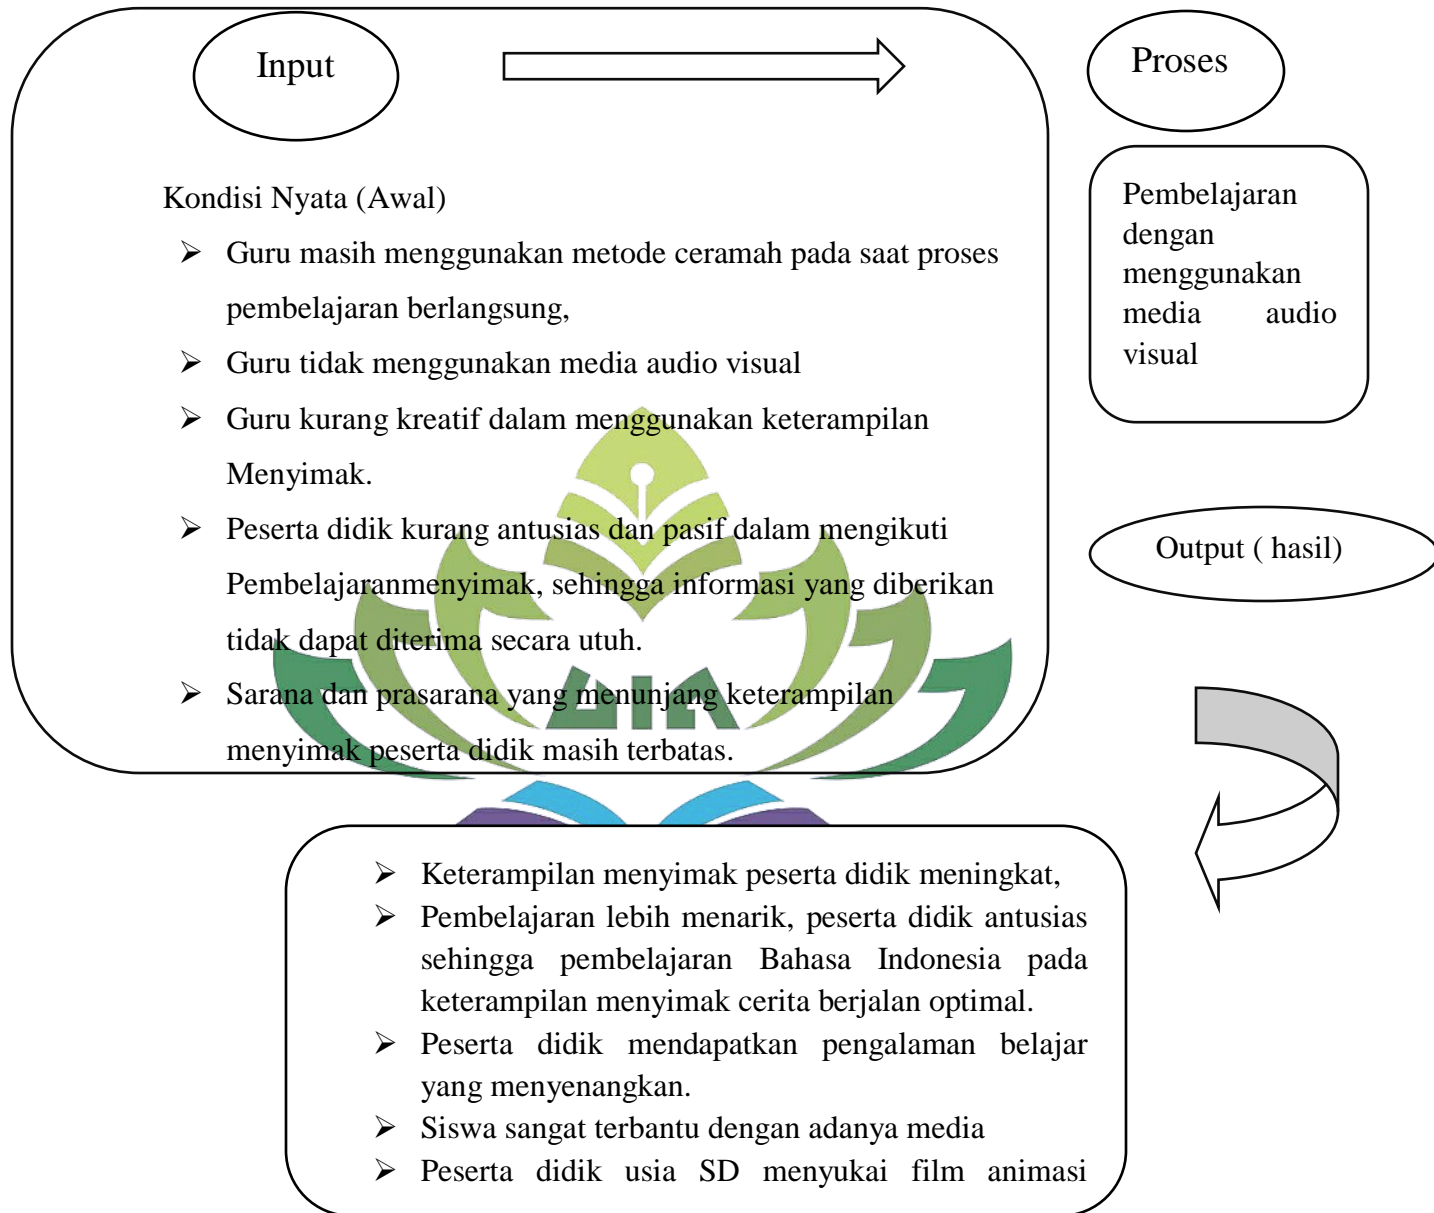 Input
Proses
Kondisi Nyata (Awal)
➢ Guru masih menggunakan metode ceramah pada saat proses
pembelajaran berlangsung,
➢ Guru tidak menggunakan media audio visual
➢ Guru kurang kreatif dalam menggunakan keterampilan
Menyimak.
➢ Peserta didik kurang antusias dan pasif dalam mengikuti
Pembelajaranmenyimak, sehingga informasi yang diberikan
tidak dapat diterima secara utuh.
➢ Sarana dan prasarana yang menunjang keterampilan
menyimak peserta didik masih terbatas.
Pembelajaran
dengan
menggunakan
media audio
visual
Output ( hasil)
➢ Keterampilan menyimak peserta didik meningkat,
➢ Pembelajaran lebih menarik, peserta didik antusias
sehingga pembelajaran Bahasa Indonesia pada
keterampilan menyimak cerita berjalan optimal.
➢ Peserta didik mendapatkan pengalaman belajar
yang menyenangkan.
➢ Siswa sangat terbantu dengan adanya media
➢ Peserta didik usia SD menyukai film animasi